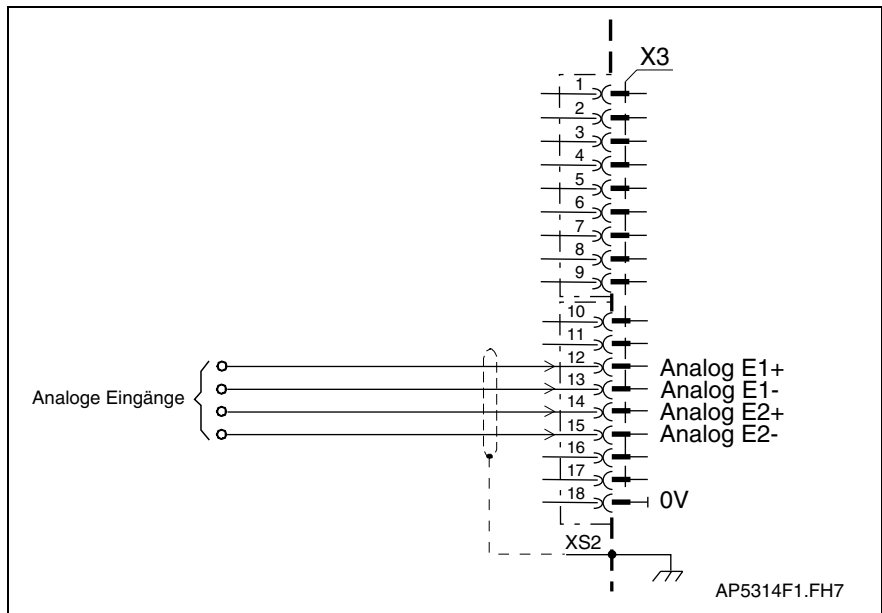 X3
1
2
3
4
5
6
7
8
9
10
11
12 Analog E1+
13 Analog E1-
Analoge Eingänge
14 Analog E2+
15 Analog E2-
16
17
18 0V
XS2
AP5314F1.FH7